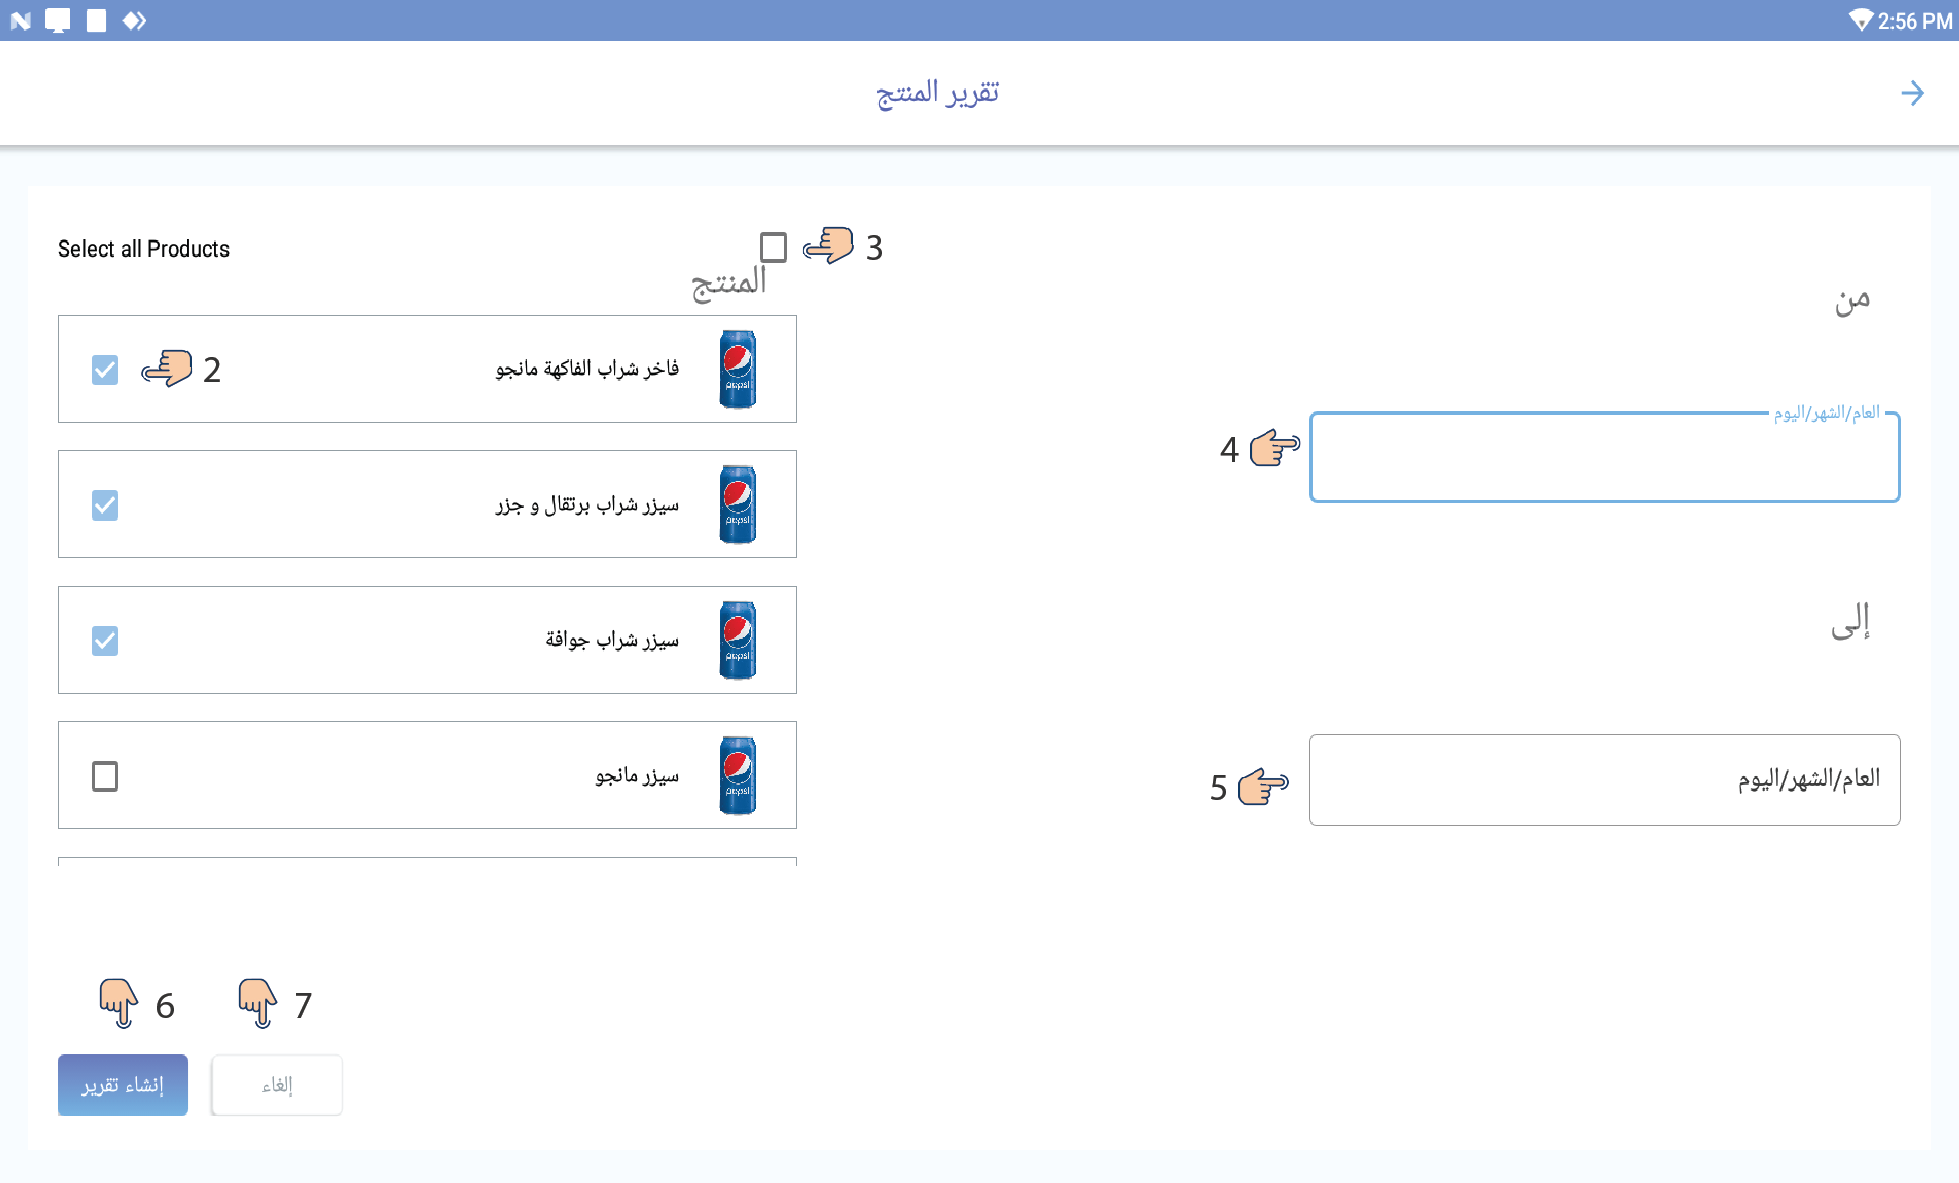 2:56 PM
تقرير المنتج
Select all Products
3
المنتج
فاخر شراب الفاكهة مانجو
2
pepsi
سيزر شراب برتقال و جزر
pepsi
سيزر شراب جوافة
pepsi
سيزر مانجو
pepsi
من
العام/الشهر/اليوم
4
إلى
العام/الشهر/اليوم
5
6
7
إنشاء تقرير
إلغاء